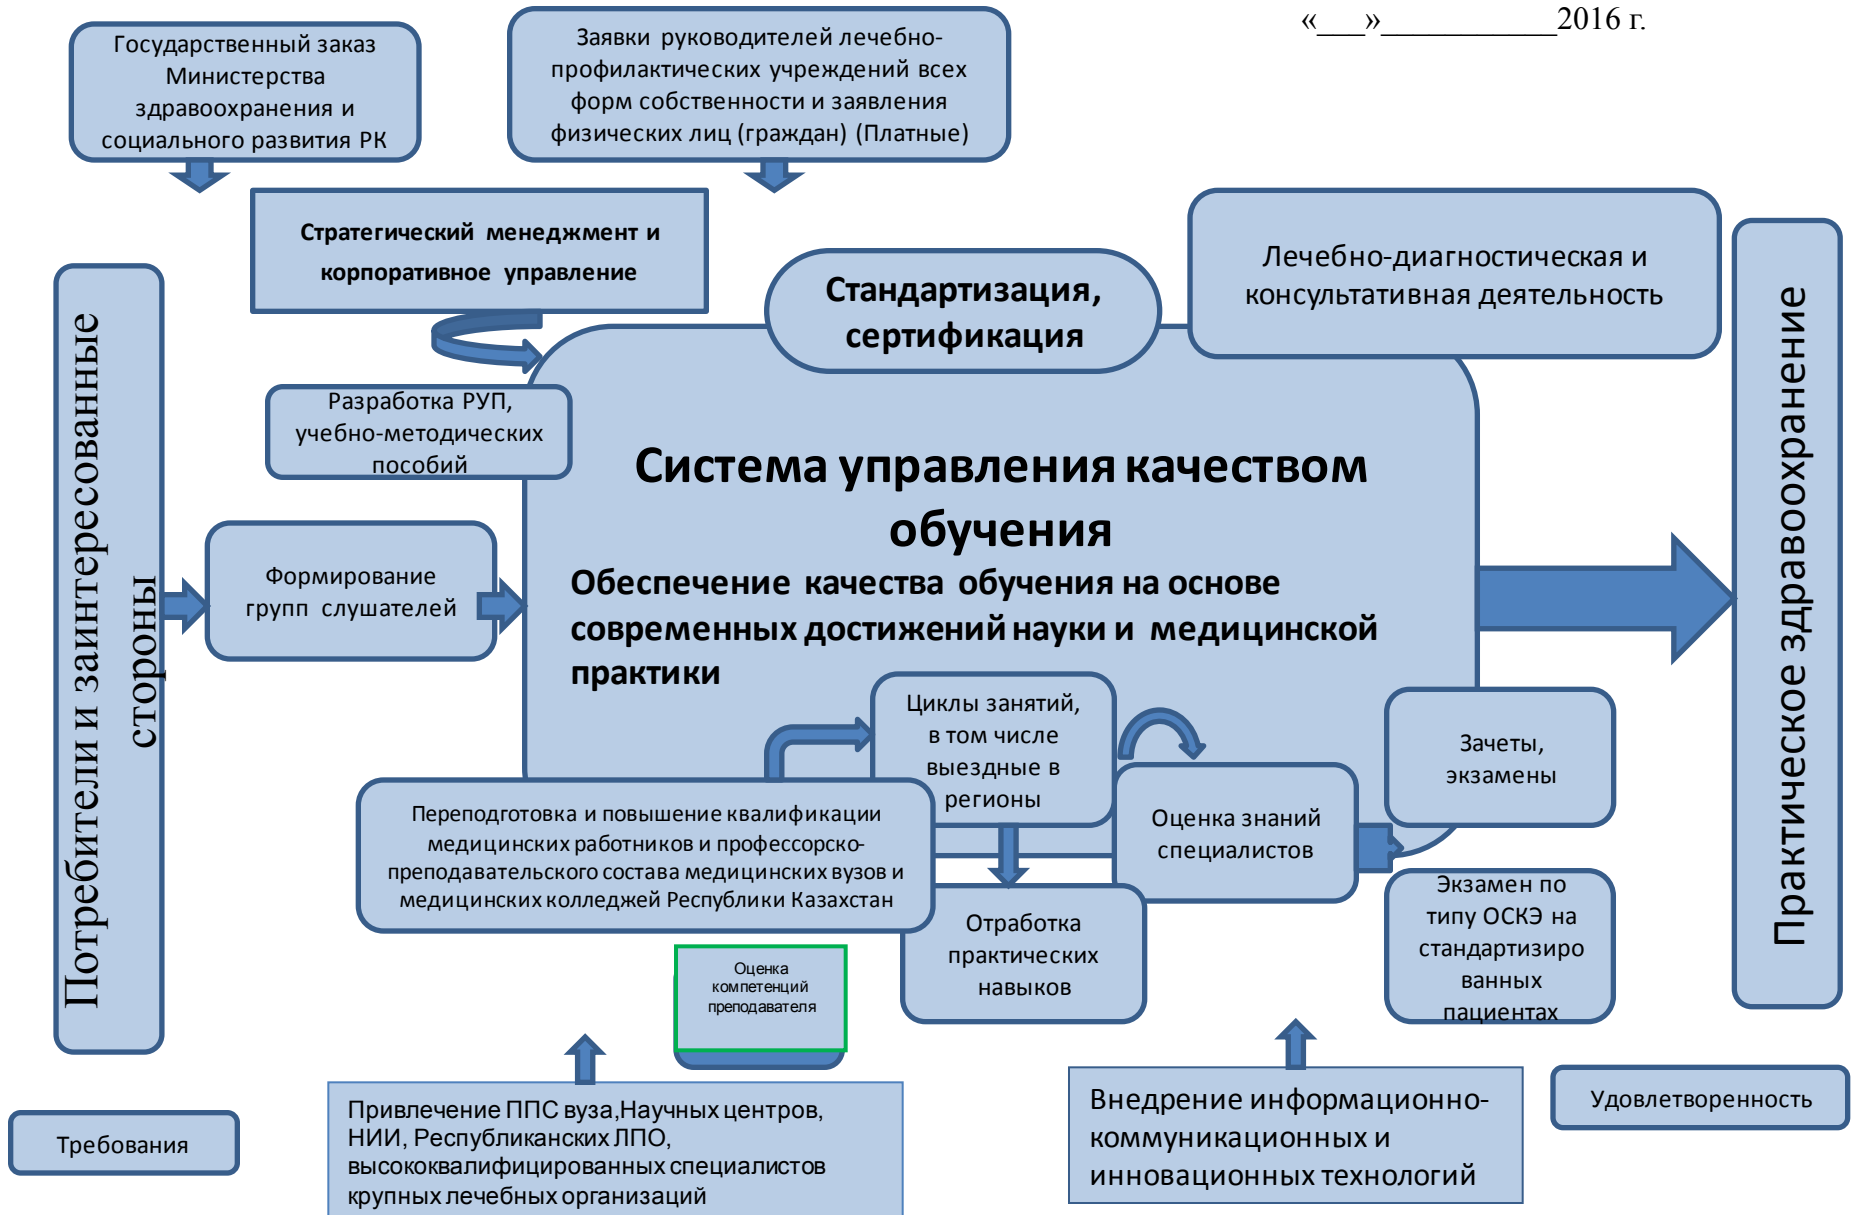 «___»___________2016 г.
Государственный заказ
Министерства
здравоохранения и
социального развития РК
Заявки руководителей лечебно-
профилактических учреждений всех
форм собственности и заявления
физических лиц (граждан) (Платные)
Стратегический менеджмент и
корпоративное управление
Стандартизация,
сертификация
Лечебно-диагностическая и
консультативная деятельность
Потребители и заинтересованные
стороны
Практическое здравоохранение
Разработка РУП,
учебно-методических
пособий
Система управления качеством
обучения
Обеспечение качества обучения на основе
современных достижений науки и медицинской
практики
Формирование
групп слушателей
Циклы занятий,
в том числе
выездные в
регионы
Зачеты,
экзамены
Переподготовка и повышение квалификации
медицинских работников и профессорско-
преподавательского состава медицинских вузов и
медицинских колледжей Республики Казахстан
Оценка знаний
специалистов
Отработка
практических
навыков
Экзамен по
типу ОСКЭ на
стандартизиро
ванных
пациентах
Оценка
компетенций
преподавателя
Требования
Привлечение ППС вуза,Научных центров,
НИИ, Республиканских ЛПО,
высококвалифицированных специалистов
крупных лечебных организаций
Внедрение информационно-
коммуникационных и
инновационных технологий
Удовлетворенность